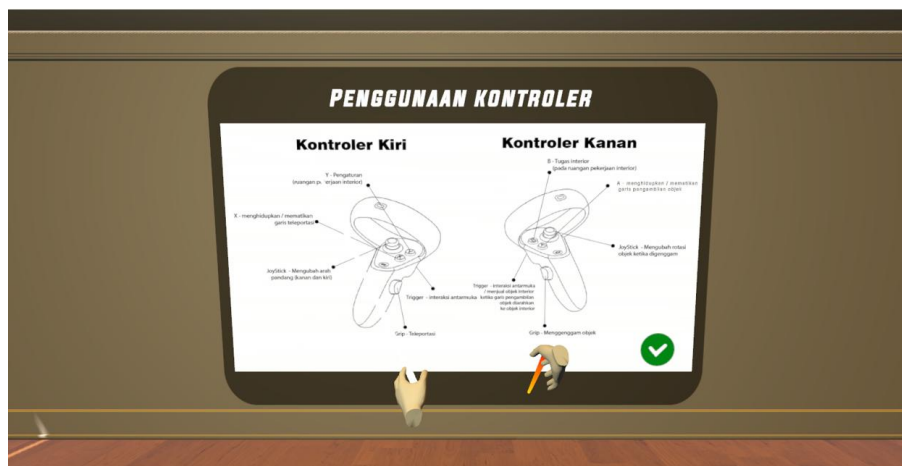 PENGGUNAAN KONTROLER
Kontroler Kiri
Y - Pengaturan
(ruangan pekerjaan interior)
X - menghidupkan / mematikan
garis teleportasi
JoyStick - Mengubah arah
pandang (kanan dan kiri)
Trigger - interaksi antarmuka
Grip - Teleportasi
Kontroler Kanan
B - Tugas interior
(pada ruangan pekerjaan interior)
A - menghidupkan / mematikan
garis pengambilan objek
JoyStick - Mengubah rotasi
objek ketika digenggam
Trigger - interaksi antarmuka
/ menjual objek interior
ketika garis pengambilan
objek diarahkan
ke objek interior
Grip - Menggenggam objek